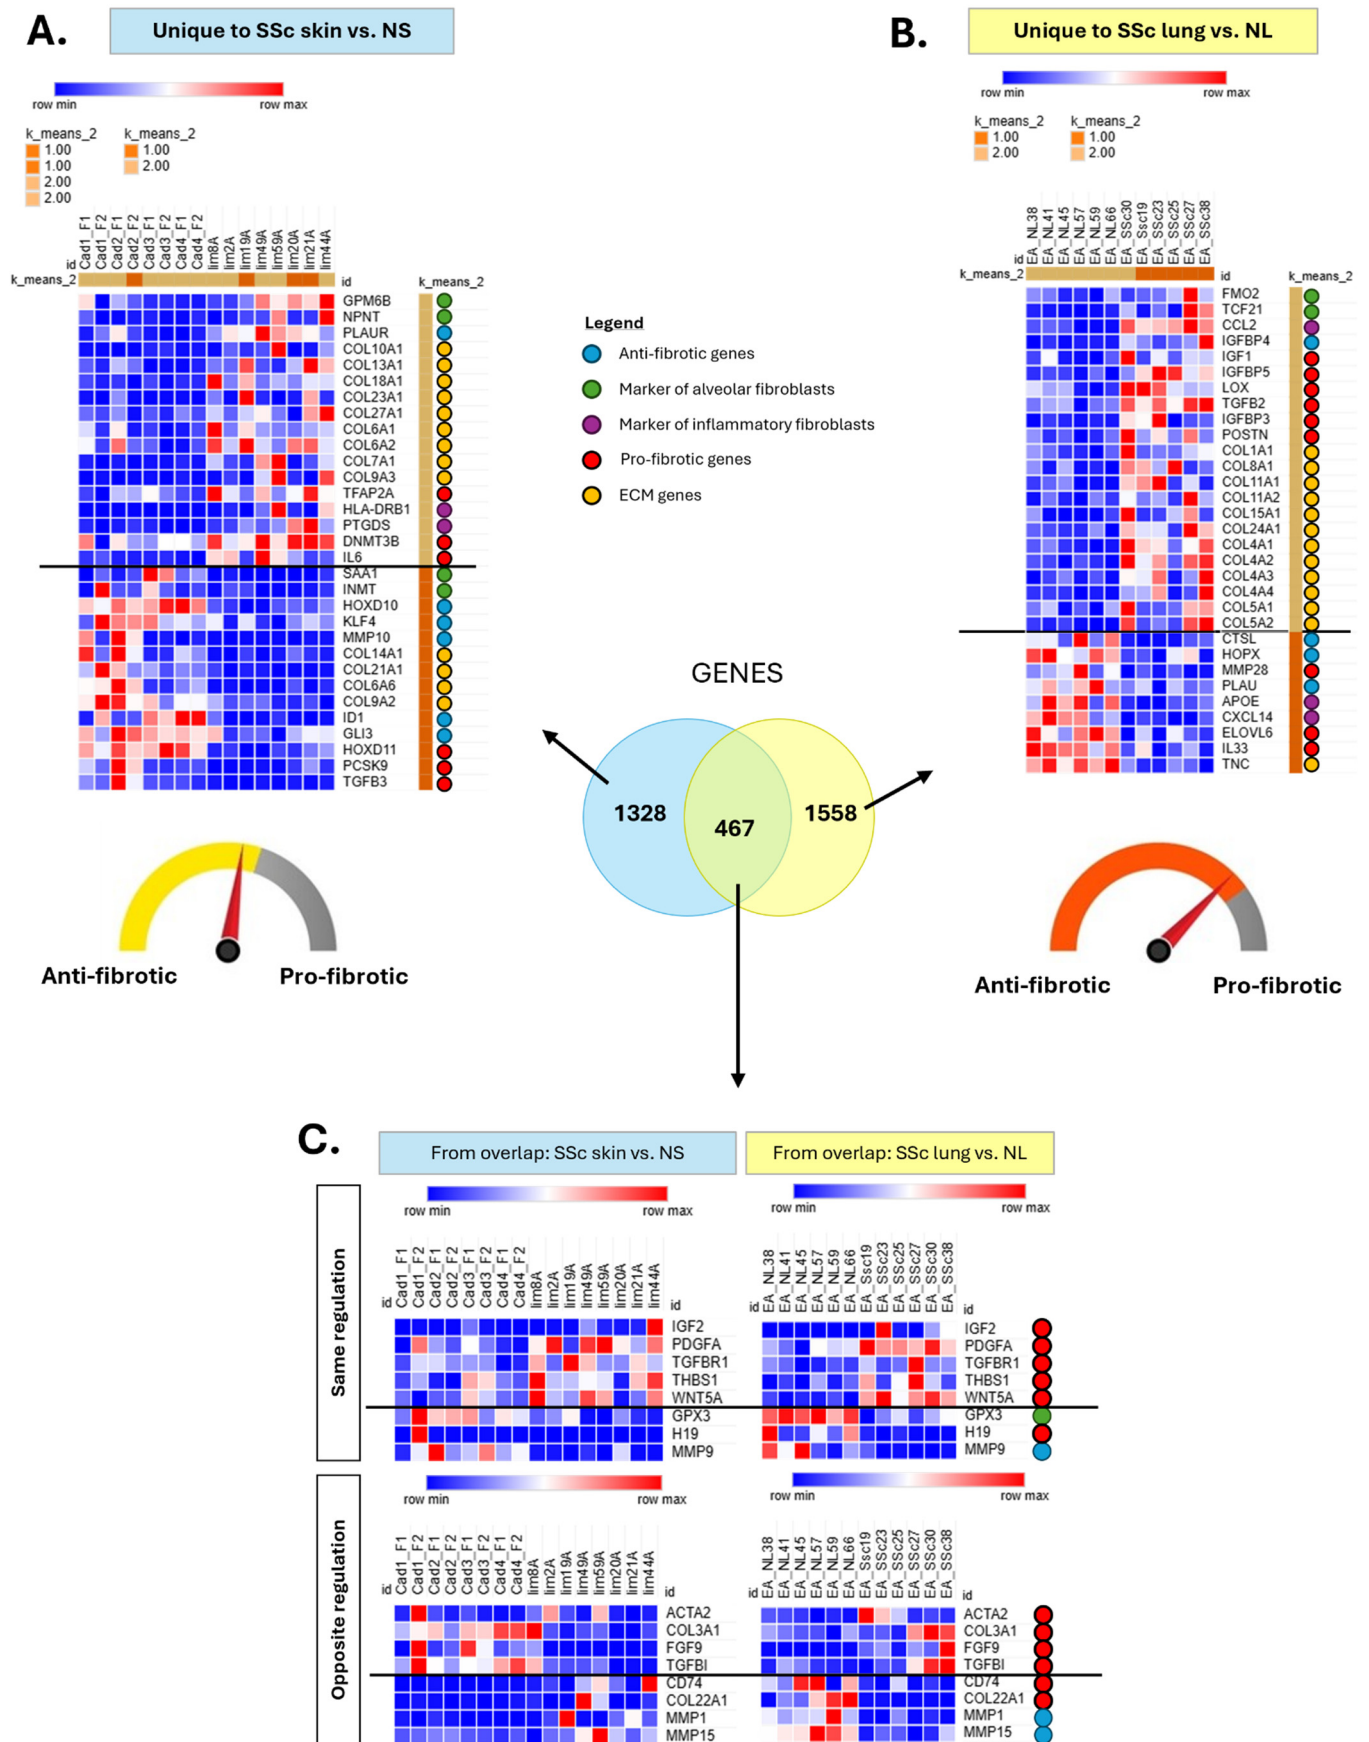 A.
Unique to SSc skin vs. NS
row min row max
k_means_2 k_means_2
1.00 1.00
1.00 2.00
2.00
2.00
id Cad1_F1 Cad1_F2 Cad2_F1 Cad2_F2 Cad3_F1 Cad3_F2 Cad4_F1 Cad4_F2 lim8A lim2A lim19A lim49A lim59A lim20A lim21A lim44A
k_means_2 id k_means_2
GPM6B
NPNT
PLAUR
COL10A1
COL13A1
COL18A1
COL23A1
COL27A1
COL6A1
COL6A2
COL7A1
COL9A3
TFAP2A
HLA-DRB1
PTGDS
DNMT3B
IL6
SAA1
INMT
HOXD10
KLF4
MMP10
COL14A1
COL21A1
COL6A6
COL9A2
ID1
GLI3
HOXD11
PCSK9
TGFB3
Anti-fibrotic Pro-fibrotic
Legend
Anti-fibrotic genes
Marker of alveolar fibroblasts
Marker of inflammatory fibroblasts
Pro-fibrotic genes
ECM genes
GENES
1328 467 1558
B.
Unique to SSc lung vs. NL
row min row max
k_means_2 k_means_2
1.00 1.00
2.00 2.00
id EA_NL38 EA_NL41 EA_NL45 EA_NL57 EA_NL59 EA_NL66 EA_SSc30 EA_Ssc19 EA_SSc23 EA_SSc25 EA_SSc27 EA_SSc38
k_means_2 id k_means_2
FMO2
TCF21
CCL2
IGFBP4
IGF1
IGFBP5
LOX
TGFB2
IGFBP3
POSTN
COL1A1
COL8A1
COL11A1
COL11A2
COL15A1
COL24A1
COL4A1
COL4A2
COL4A3
COL4A4
COL5A1
COL5A2
CTSL
HOPX
MMP28
PLAU
APOE
CXCL14
ELOVL6
IL33
TNC
Anti-fibrotic Pro-fibrotic
C.
From overlap: SSc skin vs. NS
From overlap: SSc lung vs. NL
Same regulation
row min row max
id Cad1_F1 Cad1_F2 Cad2_F1 Cad2_F2 Cad3_F1 Cad3_F2 Cad4_F1 Cad4_F2 lim8A lim2A lim19A lim49A lim59A lim20A lim21A lim44A id
IGF2
PDGFA
TGFBR1
THBS1
WNT5A
GPX3
H19
MMP9
row min row max
id EA_NL38 EA_NL41 EA_NL45 EA_NL57 EA_NL59 EA_NL66 EA_Ssc19 EA_SSc23 EA_SSc25 EA_SSc27 EA_SSc30 EA_SSc38 id
IGF2
PDGFA
TGFBR1
THBS1
WNT5A
GPX3
H19
MMP9
Opposite regulation
row min row max
id Cad1_F1 Cad1_F2 Cad2_F1 Cad2_F2 Cad3_F1 Cad3_F2 Cad4_F1 Cad4_F2 lim8A lim2A lim19A lim49A lim59A lim20A lim21A lim44A id
ACTA2
COL3A1
FGF9
TGFBI
CD74
COL22A1
MMP1
MMP15
row min row max
id EA_NL38 EA_NL41 EA_NL45 EA_NL57 EA_NL59 EA_NL66 EA_Ssc19 EA_SSc23 EA_SSc25 EA_SSc27 EA_SSc30 EA_SSc38 id
ACTA2
COL3A1
FGF9
TGFBI
CD74
COL22A1
MMP1
MMP15